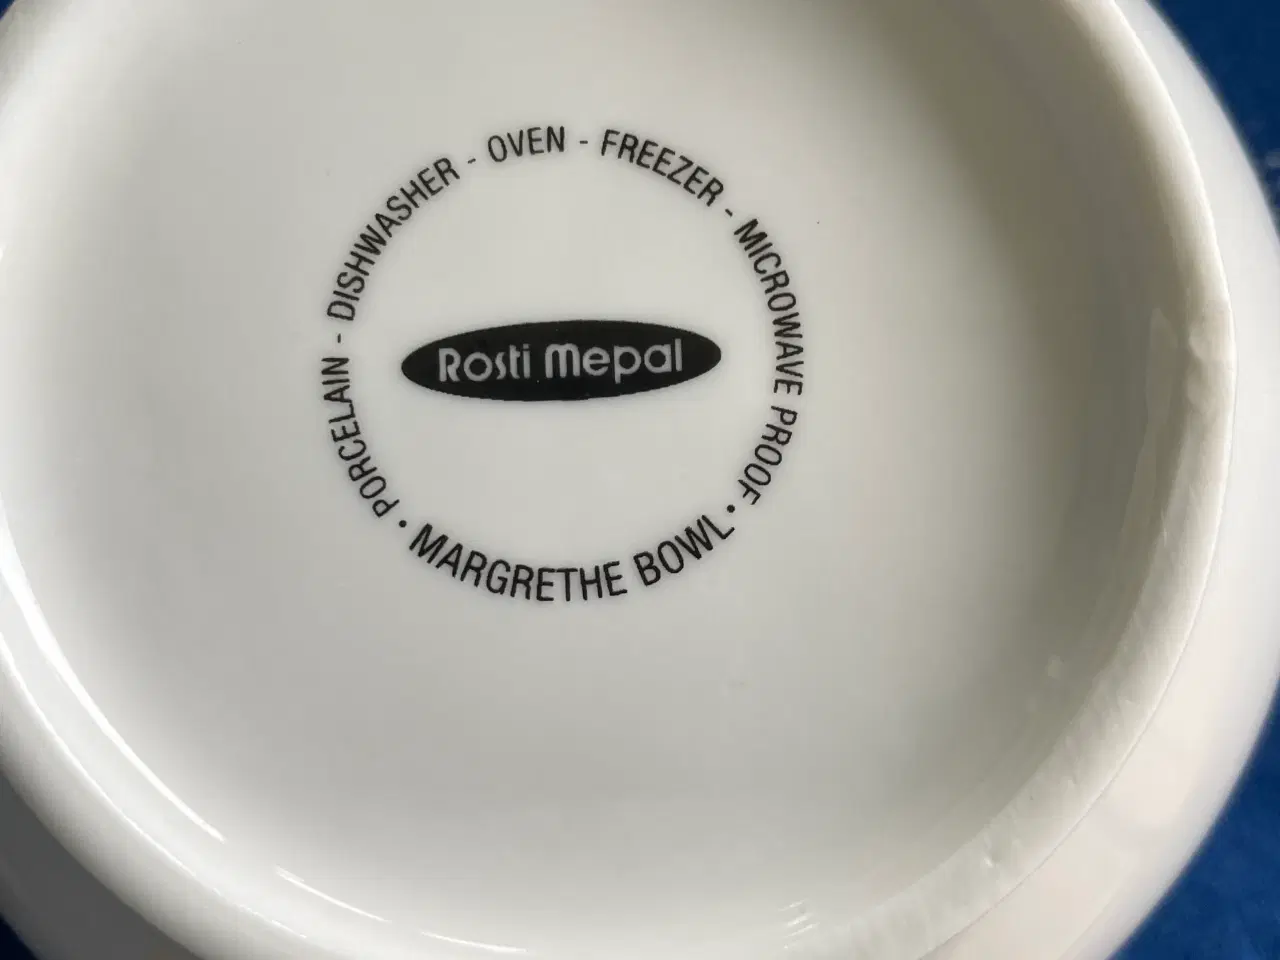 PORCELAIN - DISHWASHER - OVEN - FREEZER - MICROWAVE PROOF
Rosti Mepal
• MARGRETHE BOWL •